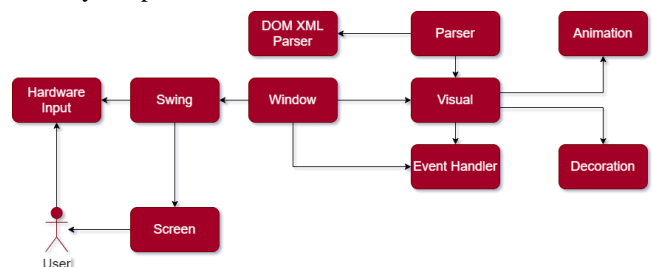 DOM XML
Parser
Parser
Animation
Hardware
Input
Swing
Window
Visual
Event Handler
Decoration
Screen
User